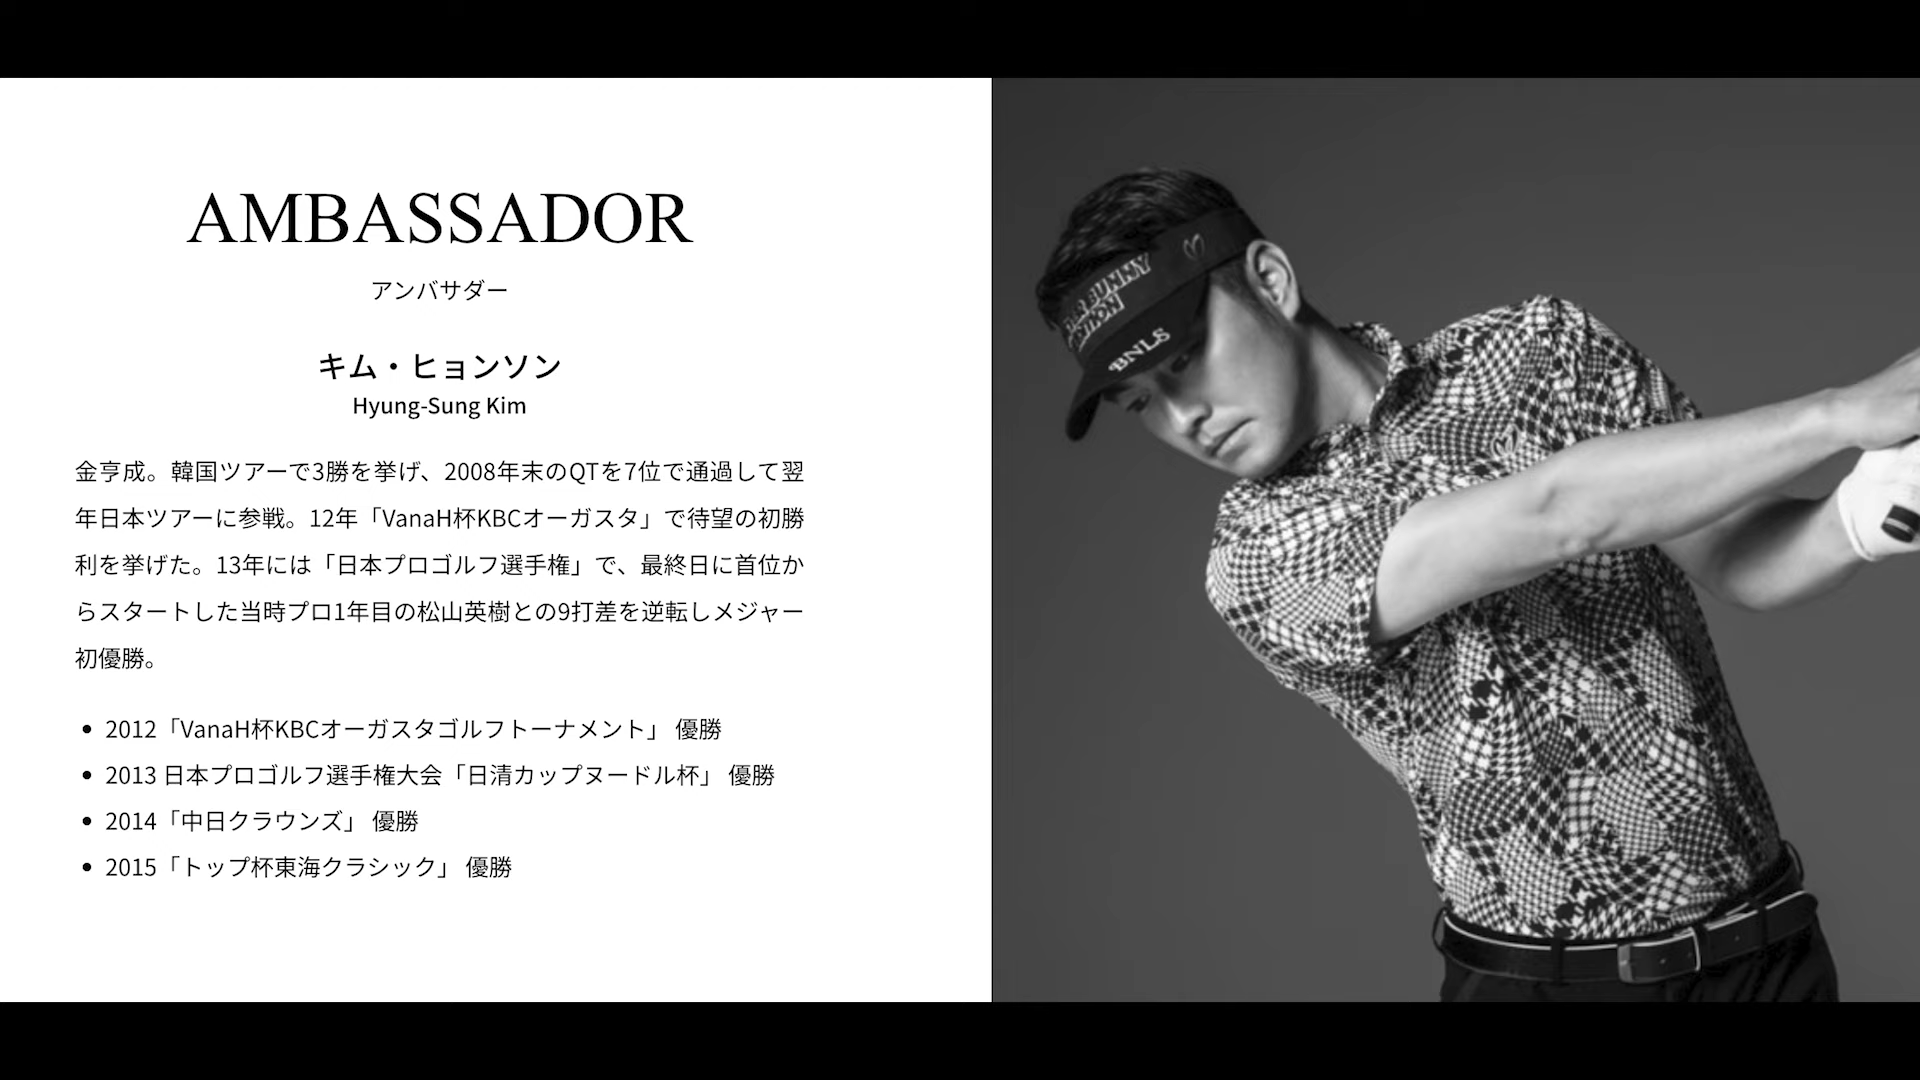 AMBASSADOR
アンバサダー
キム・ヒョンソン
Hyung-Sung Kim
金亨成。韓国ツアーで3勝を挙げ、2008年末のQTを7位で通過して翌
年日本ツアーに参戦。12年「VanaH杯KBCオーガスタ」で待望の初勝
利を挙げた。13年には「日本プロゴルフ選手権」で、最終日に首位か
らスタートした当時プロ1年目の松山英樹との9打差を逆転しメジャー
初優勝。
2012「VanaH杯KBCオーガスタゴルフトーナメント」 優勝
2013 日本プロゴルフ選手権大会「日清カップヌードル杯」 優勝
2014「中日クラウンズ」 優勝
2015「トップ杯東海クラシック」 優勝
BUNNY
BNLS